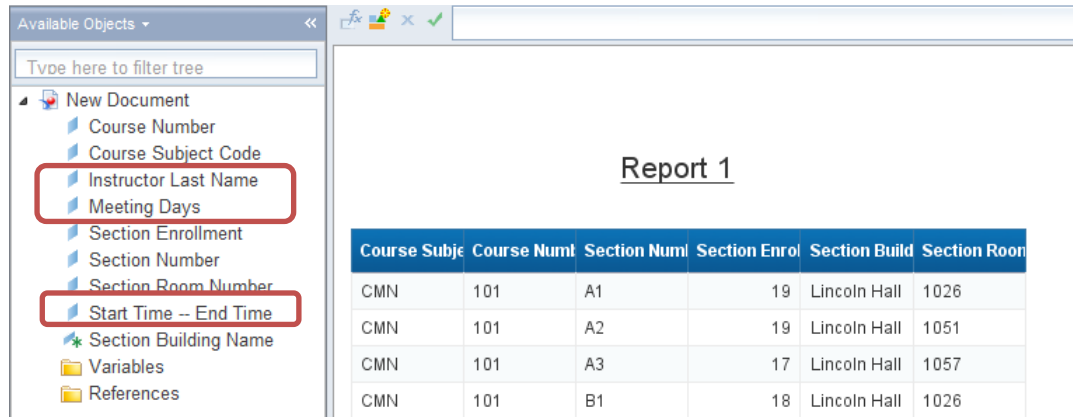 Available Objects
Type here to filter tree
New Document
Course Number
Course Subject Code
Instructor Last Name
Meeting Days
Section Enrollment
Section Number
Section Room Number
Start Time -- End Time
Section Building Name
Variables
References
Report 1
Course Subje Course Numb Section Numl Section Enrol Section Build Section Room
CMN 101 A1 19 Lincoln Hall 1026
CMN 101 A2 19 Lincoln Hall 1051
CMN 101 A3 17 Lincoln Hall 1057
CMN 101 B1 18 Lincoln Hall 1026